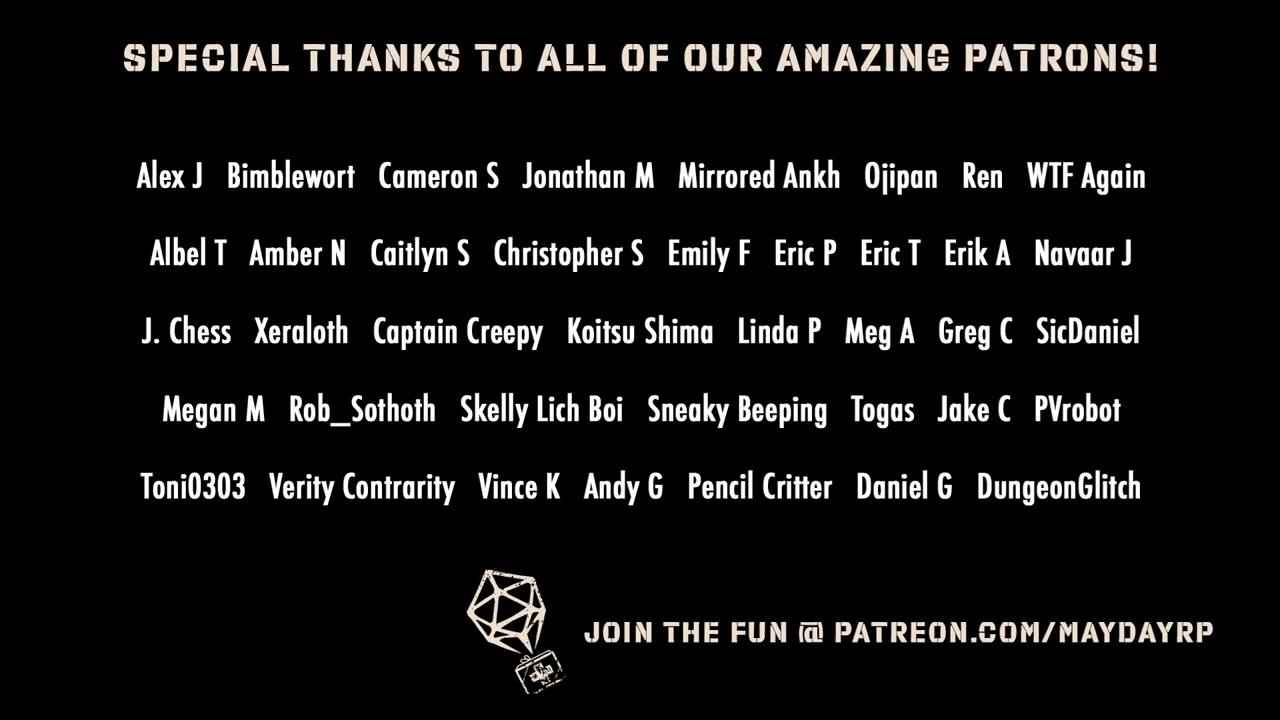 SPECIAL THANKS TO ALL OF OUR AMAZING PATRONS!
Alex J Bimblewort Cameron S Jonathan M Mirrored Ankh Ojipan Ren WTF Again
Albel T Amber N Caitlyn S Christopher S Emily F Eric P Eric T Erik A Navaar J
J. Chess Xeraloth Captain Creepy Koitsu Shima Linda P Meg A Greg C SicDaniel
Megan M Rob_Sothoth Skelly Lich Boi Sneaky Beeping Togas Jake C PVrobot
Toni0303 Verity Contrarity Vince K Andy G Pencil Critter Daniel G DungeonGlitch
JOIN THE FUN @ PATREON.COM/MAYDAYRP